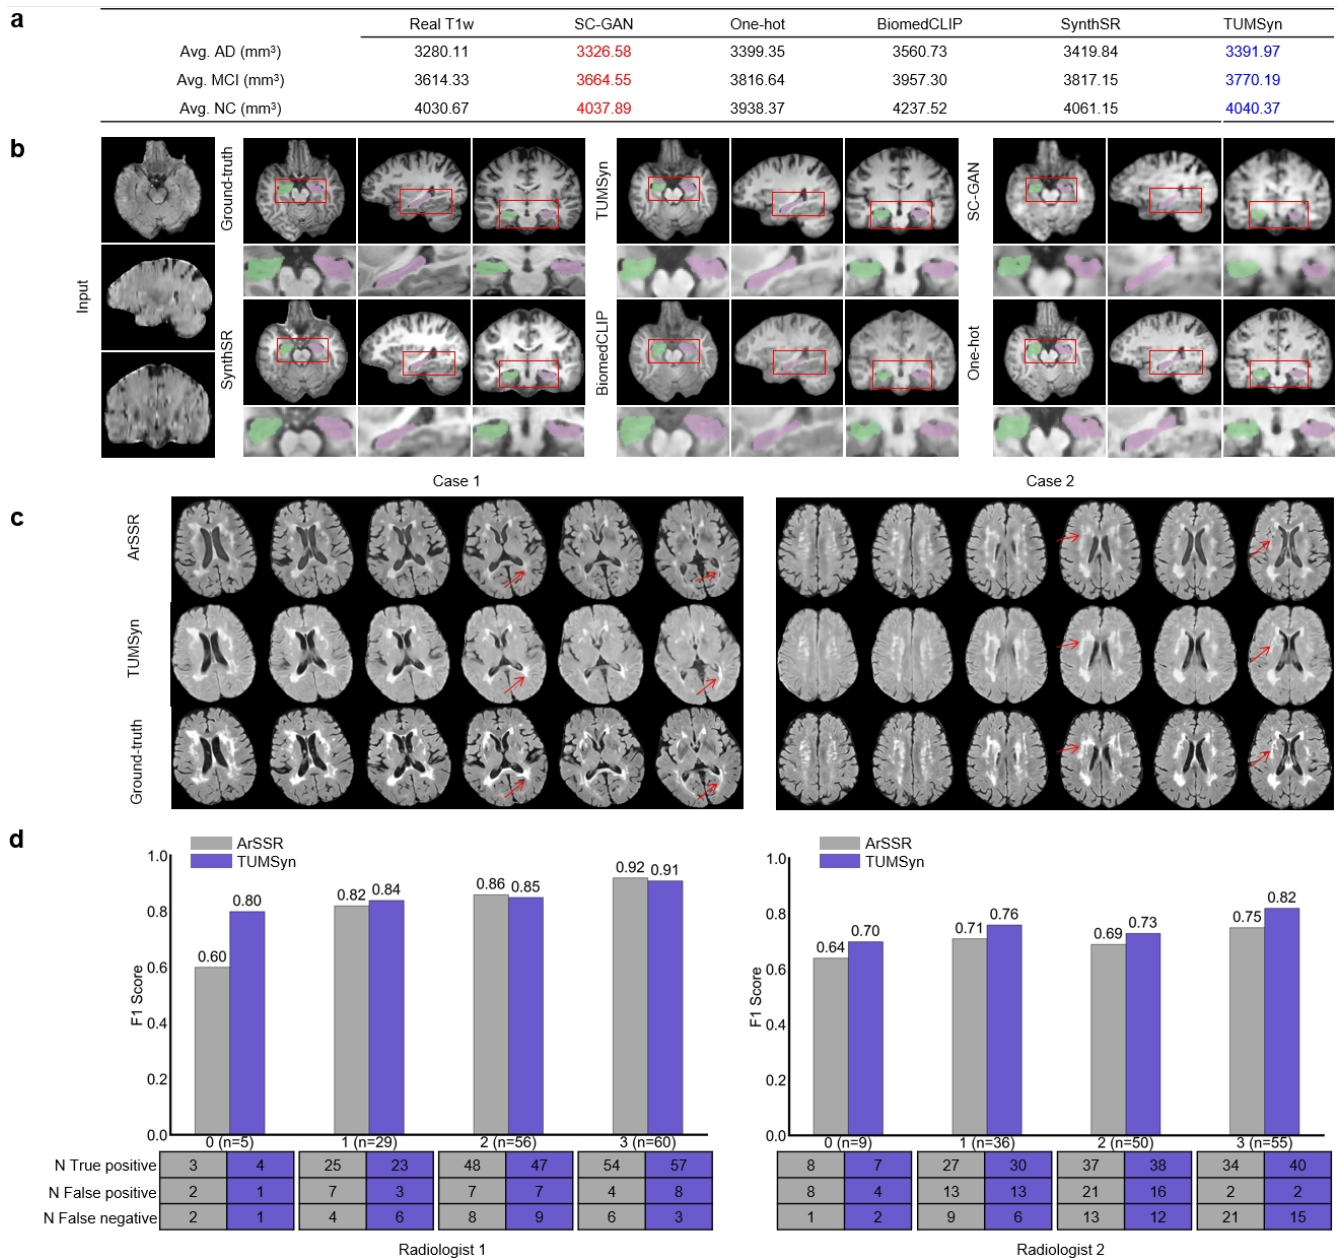 a
Real T1w SC-GAN One-hot BiomedCLIP SynthSR TUMSyn
Avg. AD (mm³) 3280.11 3326.58 3399.35 3560.73 3419.84 3391.97
Avg. MCI (mm³) 3614.33 3664.55 3816.64 3957.30 3817.15 3770.19
Avg. NC (mm³) 4030.67 4037.89 3938.37 4237.52 4061.15 4040.37
b
Input
Ground-truth
TUMSyn
SC-GAN
SynthSR
BiomedCLIP
One-hot
Case 1 Case 2
c
ArSSR
TUMSyn
Ground-truth
d
ArSSR
TUMSyn
F1 Score
1.0
0.8
0.6
0.4
0.2
0.0
0.60 0.80 0.82 0.84 0.86 0.85 0.92 0.91
0 (n=5) 1 (n=29) 2 (n=56) 3 (n=60)
N True positive 3 4 25 23 48 47 54 57
N False positive 2 1 7 3 7 7 4 8
N False negative 2 1 4 6 8 9 6 3
Radiologist 1
ArSSR
TUMSyn
F1 Score
1.0
0.8
0.6
0.4
0.2
0.0
0.64 0.70 0.71 0.76 0.69 0.73 0.75 0.82
0 (n=9) 1 (n=36) 2 (n=50) 3 (n=55)
8 7 27 30 37 38 34 40
8 4 13 13 21 16 2 2
1 2 9 6 13 12 21 15
Radiologist 2